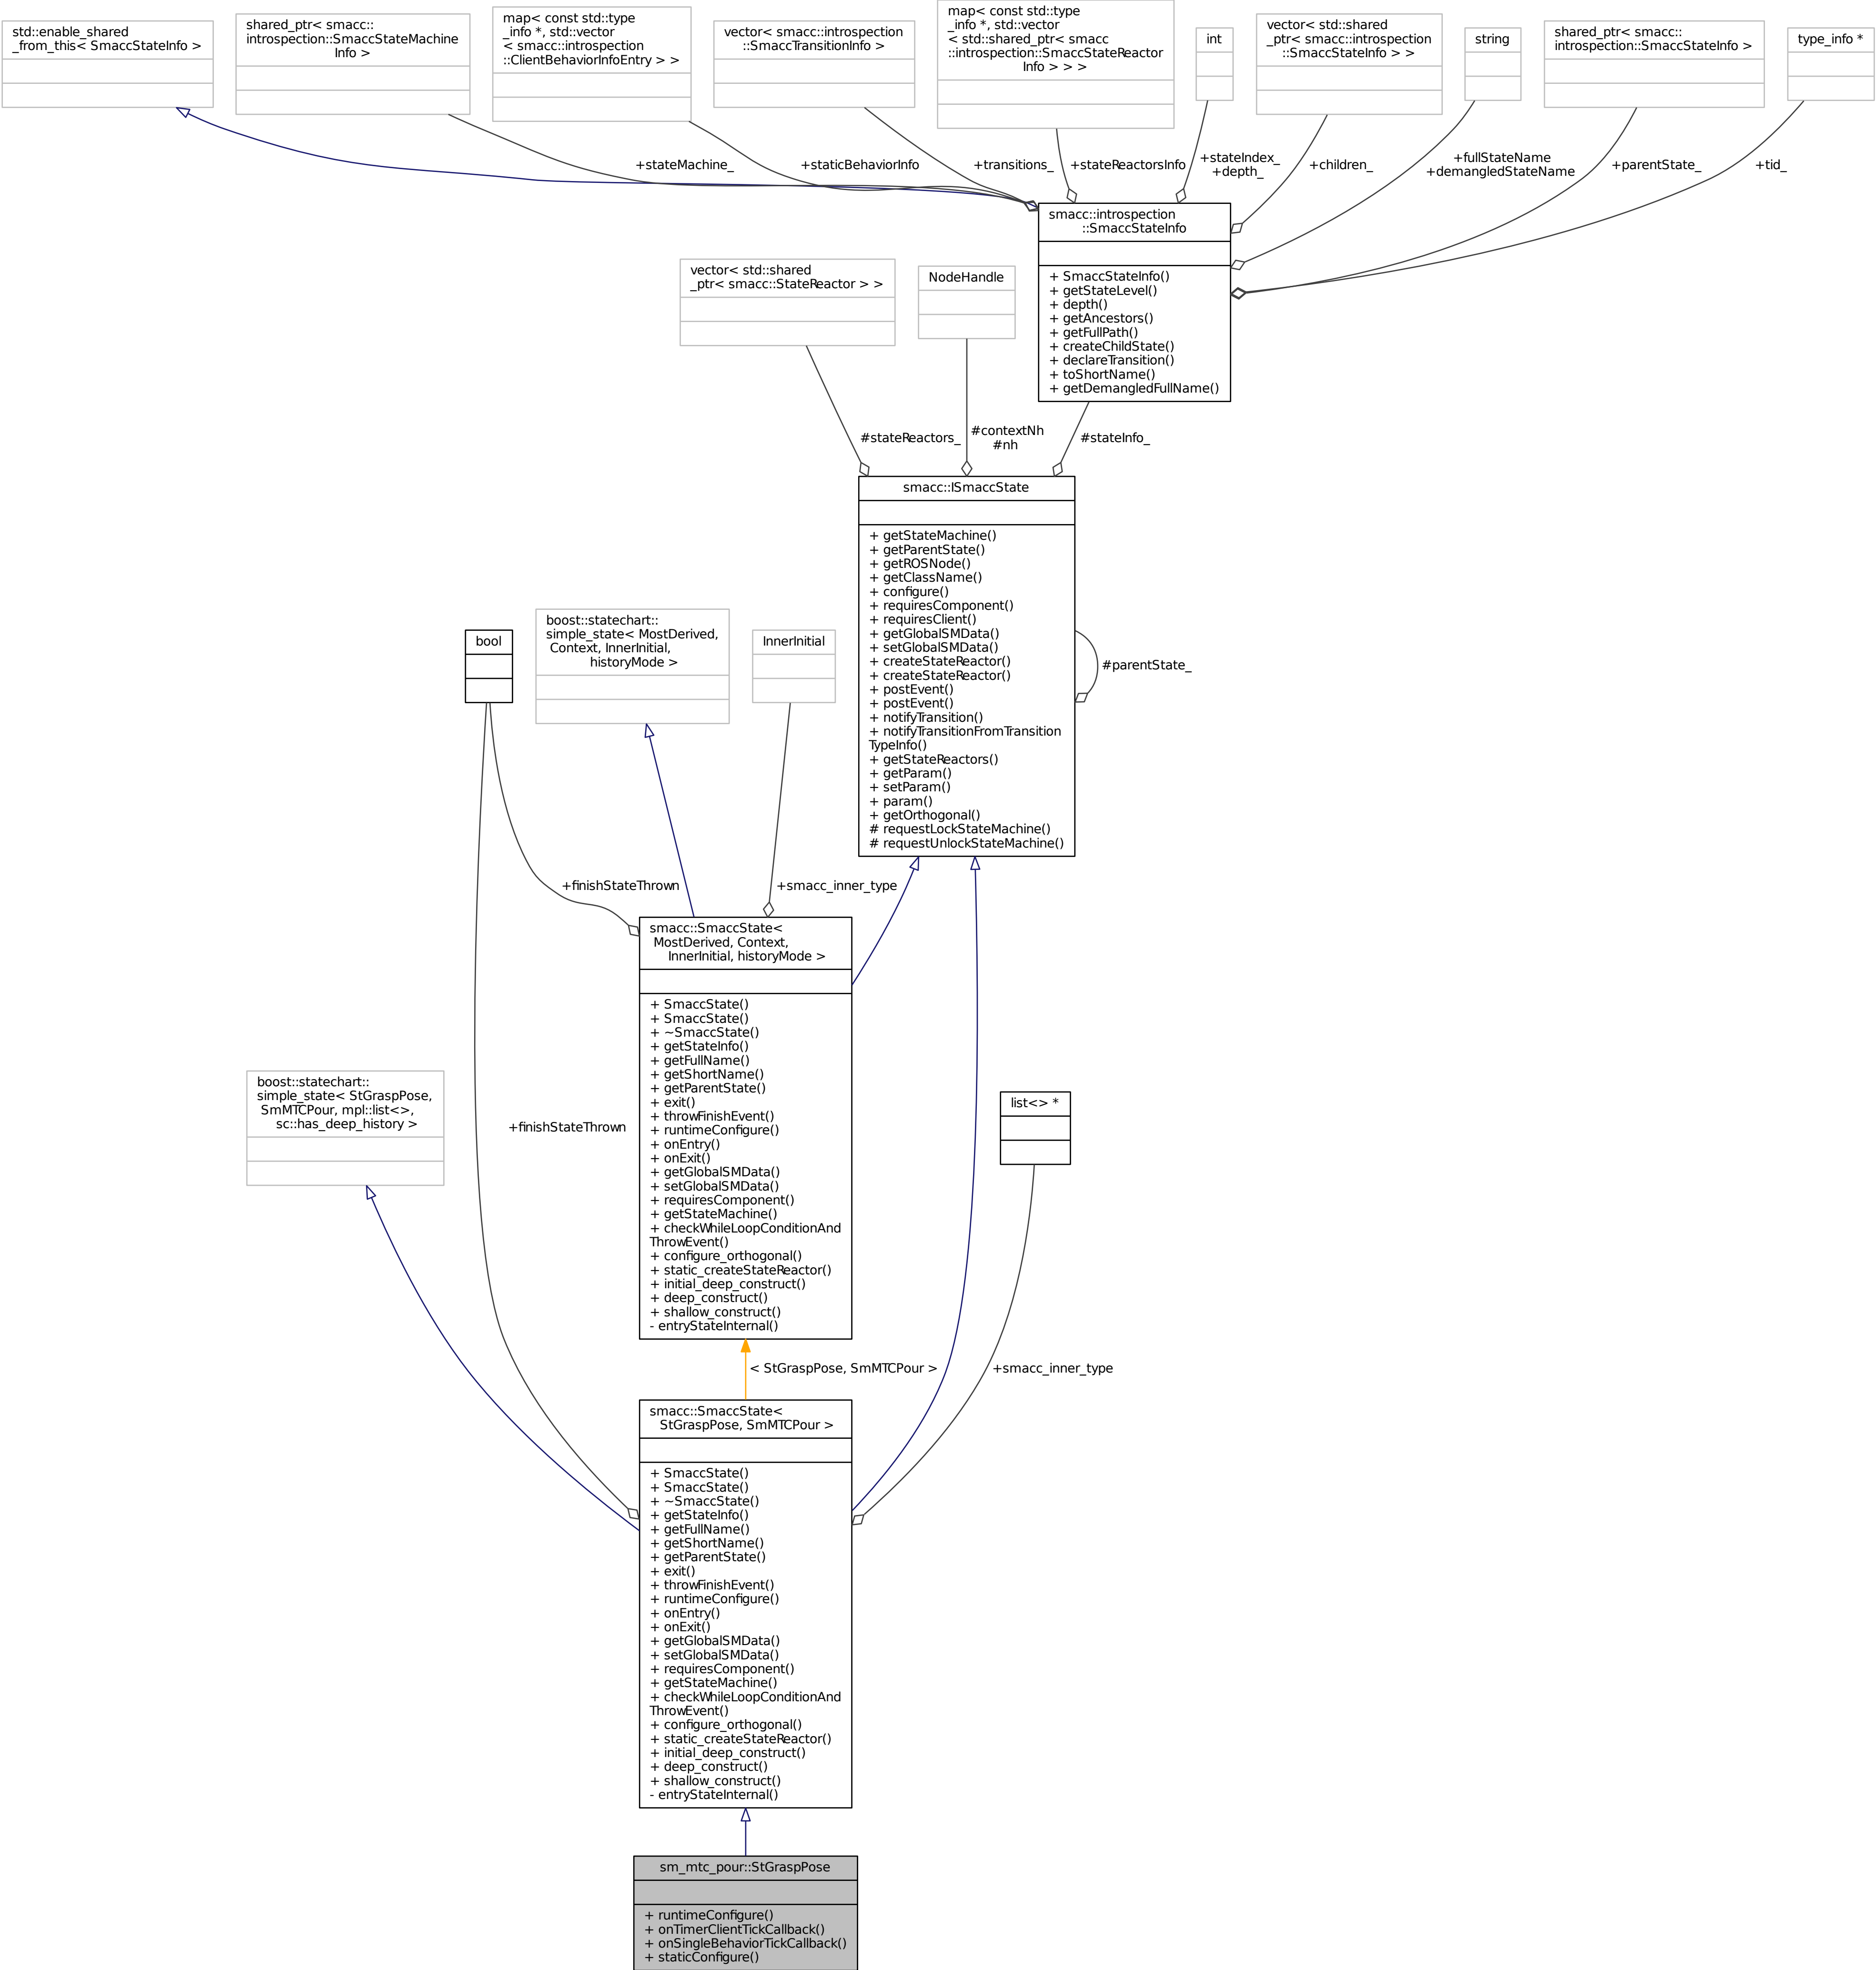 std::enable_shared
_from_this< SmaccStateInfo >
shared_ptr< smacc::
introspection::SmaccStateMachine
Info >
map< const std::type
_info *, std::vector
< smacc::introspection
::ClientBehaviorInfoEntry > >
vector< smacc::introspection
::SmaccTransitionInfo >
map< const std::type
_info *, std::vector
< std::shared_ptr< smacc
::introspection::SmaccStateReactor
Info > > >
int
vector< std::shared
_ptr< smacc::introspection
::SmaccStateInfo > >
string
shared_ptr< smacc::
introspection::SmaccStateInfo >
type_info *
+stateMachine_
+staticBehaviorInfo
+transitions_
+stateReactorsInfo
+stateIndex_
+depth_
+children_
+fullStateName
+demangledStateName
+parentState_
+tid_
smacc::introspection
::SmaccStateInfo
+ SmaccStateInfo()
+ getStateLevel()
+ depth()
+ getAncestors()
+ getFullPath()
+ createChildState()
+ declareTransition()
+ toShortName()
+ getDemangledFullName()
vector< std::shared
_ptr< smacc::StateReactor > >
NodeHandle
#stateReactors_
#contextNh
#nh
#stateInfo_
smacc::ISmaccState
+ getStateMachine()
+ getParentState()
+ getROSNode()
+ getClassName()
+ configure()
+ requiresComponent()
+ requiresClient()
+ getGlobalSMData()
+ setGlobalSMData()
+ createStateReactor()
+ createStateReactor()
+ postEvent()
+ postEvent()
+ notifyTransition()
+ notifyTransitionFromTransition
TypeInfo()
+ getStateReactors()
+ getParam()
+ setParam()
+ param()
+ getOrthogonal()
# requestLockStateMachine()
# requestUnlockStateMachine()
#parentState_
bool
boost::statechart::
simple_state< MostDerived,
Context, InnerInitial,
historyMode >
InnerInitial
+finishStateThrown
+smacc_inner_type
smacc::SmaccState<
MostDerived, Context,
InnerInitial, historyMode >
+ SmaccState()
+ SmaccState()
+ ~SmaccState()
+ getStateInfo()
+ getFullName()
+ getShortName()
+ getParentState()
+ exit()
+ throwFinishEvent()
+ runtimeConfigure()
+ onEntry()
+ onExit()
+ getGlobalSMData()
+ setGlobalSMData()
+ requiresComponent()
+ getStateMachine()
+ checkWhileLoopConditionAnd
ThrowEvent()
+ configure_orthogonal()
+ static_createStateReactor()
+ initial_deep_construct()
+ deep_construct()
+ shallow_construct()
- entryStateInternal()
boost::statechart::
simple_state< StGraspPose,
SmMTCPour, mpl::list<>,
sc::has_deep_history >
+finishStateThrown
list<> *
< StGraspPose, SmMTCPour >
+smacc_inner_type
smacc::SmaccState<
StGraspPose, SmMTCPour >
+ SmaccState()
+ SmaccState()
+ ~SmaccState()
+ getStateInfo()
+ getFullName()
+ getShortName()
+ getParentState()
+ exit()
+ throwFinishEvent()
+ runtimeConfigure()
+ onEntry()
+ onExit()
+ getGlobalSMData()
+ setGlobalSMData()
+ requiresComponent()
+ getStateMachine()
+ checkWhileLoopConditionAnd
ThrowEvent()
+ configure_orthogonal()
+ static_createStateReactor()
+ initial_deep_construct()
+ deep_construct()
+ shallow_construct()
- entryStateInternal()
sm_mtc_pour::StGraspPose
+ runtimeConfigure()
+ onTimerClientTickCallback()
+ onSingleBehaviorTickCallback()
+ staticConfigure()